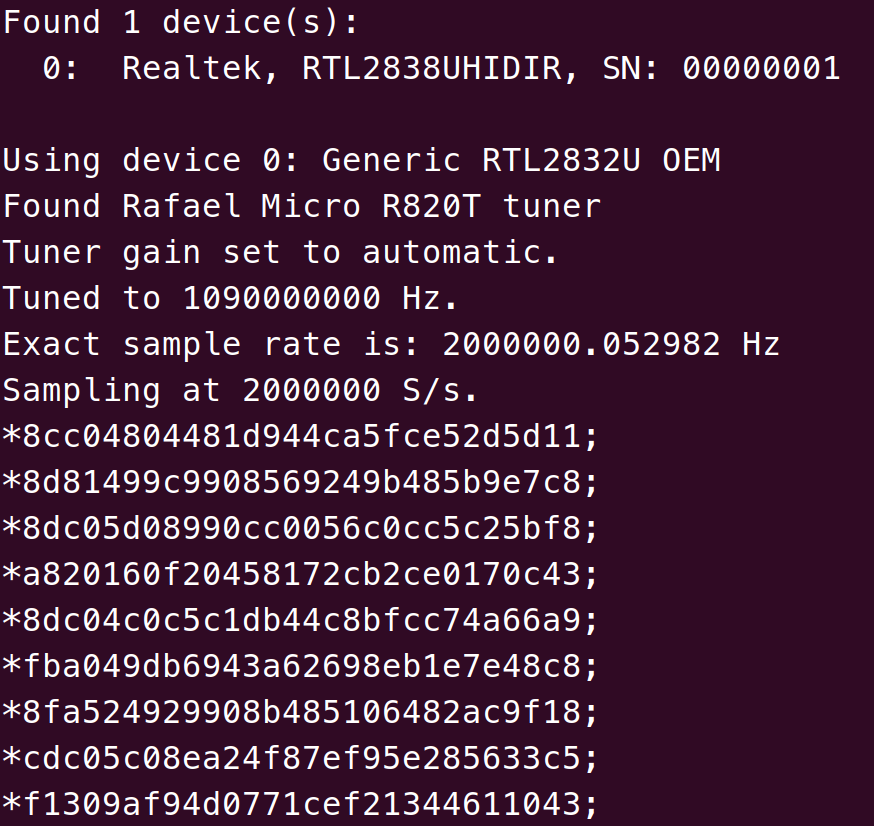 Found 1 device(s):
  0:  Realtek, RTL2838UHIDIR, SN: 00000001

Using device 0: Generic RTL2832U OEM
Found Rafael Micro R820T tuner
Tuner gain set to automatic.
Tuned to 1090000000 Hz.
Exact sample rate is: 2000000.052982 Hz
Sampling at 2000000 S/s.
*8cc04804481d944ca5fce52d5d11;
*8d81499c9908569249b485b9e7c8;
*8dc05d08990cc0056c0cc5c25bf8;
*a820160f20458172cb2ce0170c43;
*8dc04c0c5c1db44c8bfcc74a66a9;
*fba049db6943a62698eb1e7e48c8;
*8fa524929908b485106482ac9f18;
*cdc05c08ea24f87ef95e285633c5;
*f1309af94d0771cef21344611043;